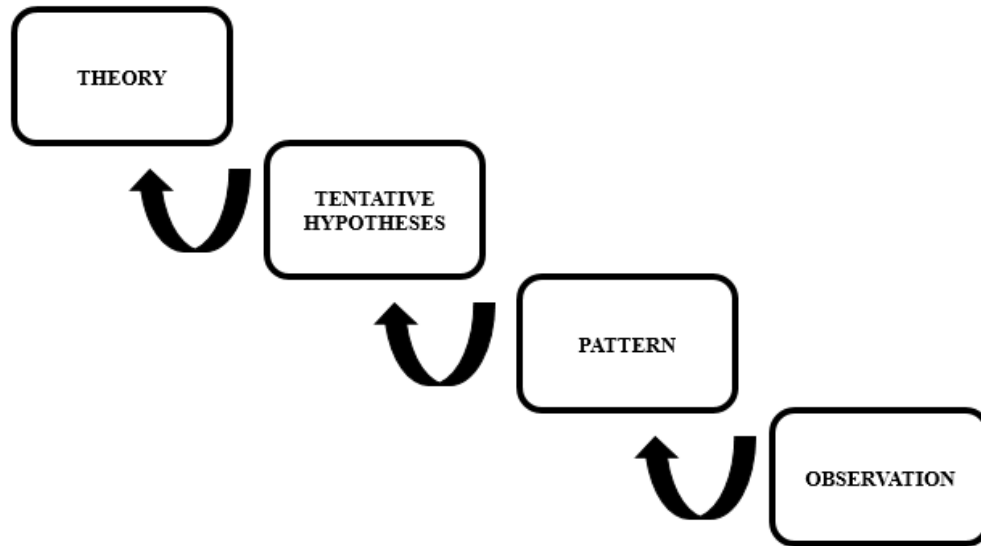 THEORY
TENTATIVE
HYPOTHESES
PATTERN
OBSERVATION